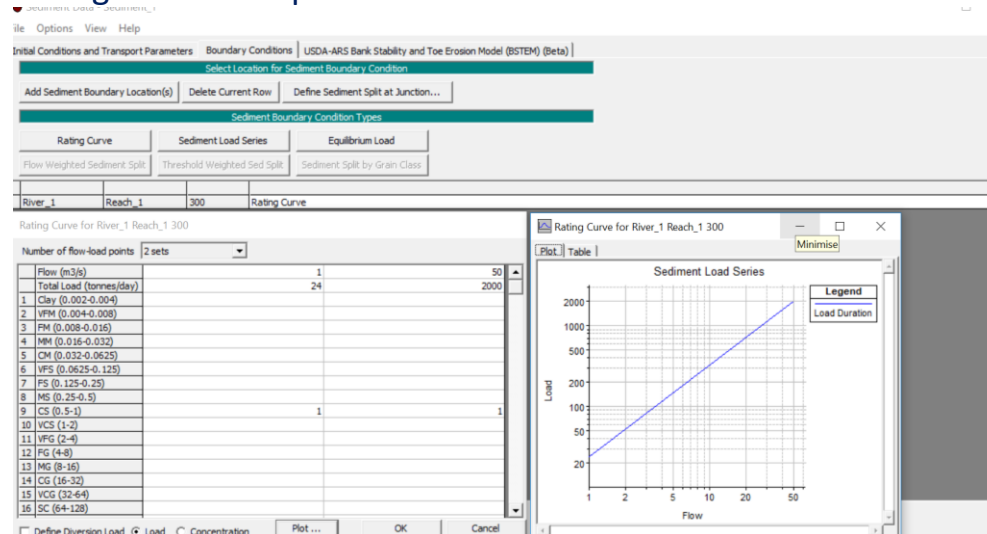 Sediment Data - Sediment_1
ile Options View Help
Initial Conditions and Transport Parameters Boundary Conditions USDA-ARS Bank Stability and Toe Erosion Model (BSTEM) (Beta)
Select Location for Sediment Boundary Condition
Add Sediment Boundary Location(s) Delete Current Row Define Sediment Split at Junction...
Sediment Boundary Condition Types
Rating Curve Sediment Load Series Equilibrium Load
Flow Weighted Sediment Split Threshold Weighted Sed Split Sediment Split by Grain Class
River_1 Reach_1 300 Rating Curve
Rating Curve for River_1 Reach_1 300
Number of flow-load points 2 sets
Flow (m3/s) 1 50
Total Load (tonnes/day) 24 2000
1 Clay (0.002-0.004)
2 VFM (0.004-0.008)
3 FM (0.008-0.016)
4 MM (0.016-0.032)
5 CM (0.032-0.0625)
6 VFS (0.0625-0.125)
7 FS (0.125-0.25)
8 MS (0.25-0.5)
9 CS (0.5-1) 1 1
10 VCS (1-2)
11 VFG (2-4)
12 FG (4-8)
13 MG (8-16)
14 CG (16-32)
15 VCG (32-64)
16 SC (64-128)
Define Diversion Load Load Concentration Plot ... OK Cancel
Rating Curve for River_1 Reach_1 300
Minimise
Plot Table
Sediment Load Series
Legend
Load Duration
2000
1000
500
200
100
50
20
Load
1 2 5 10 20 50
Flow